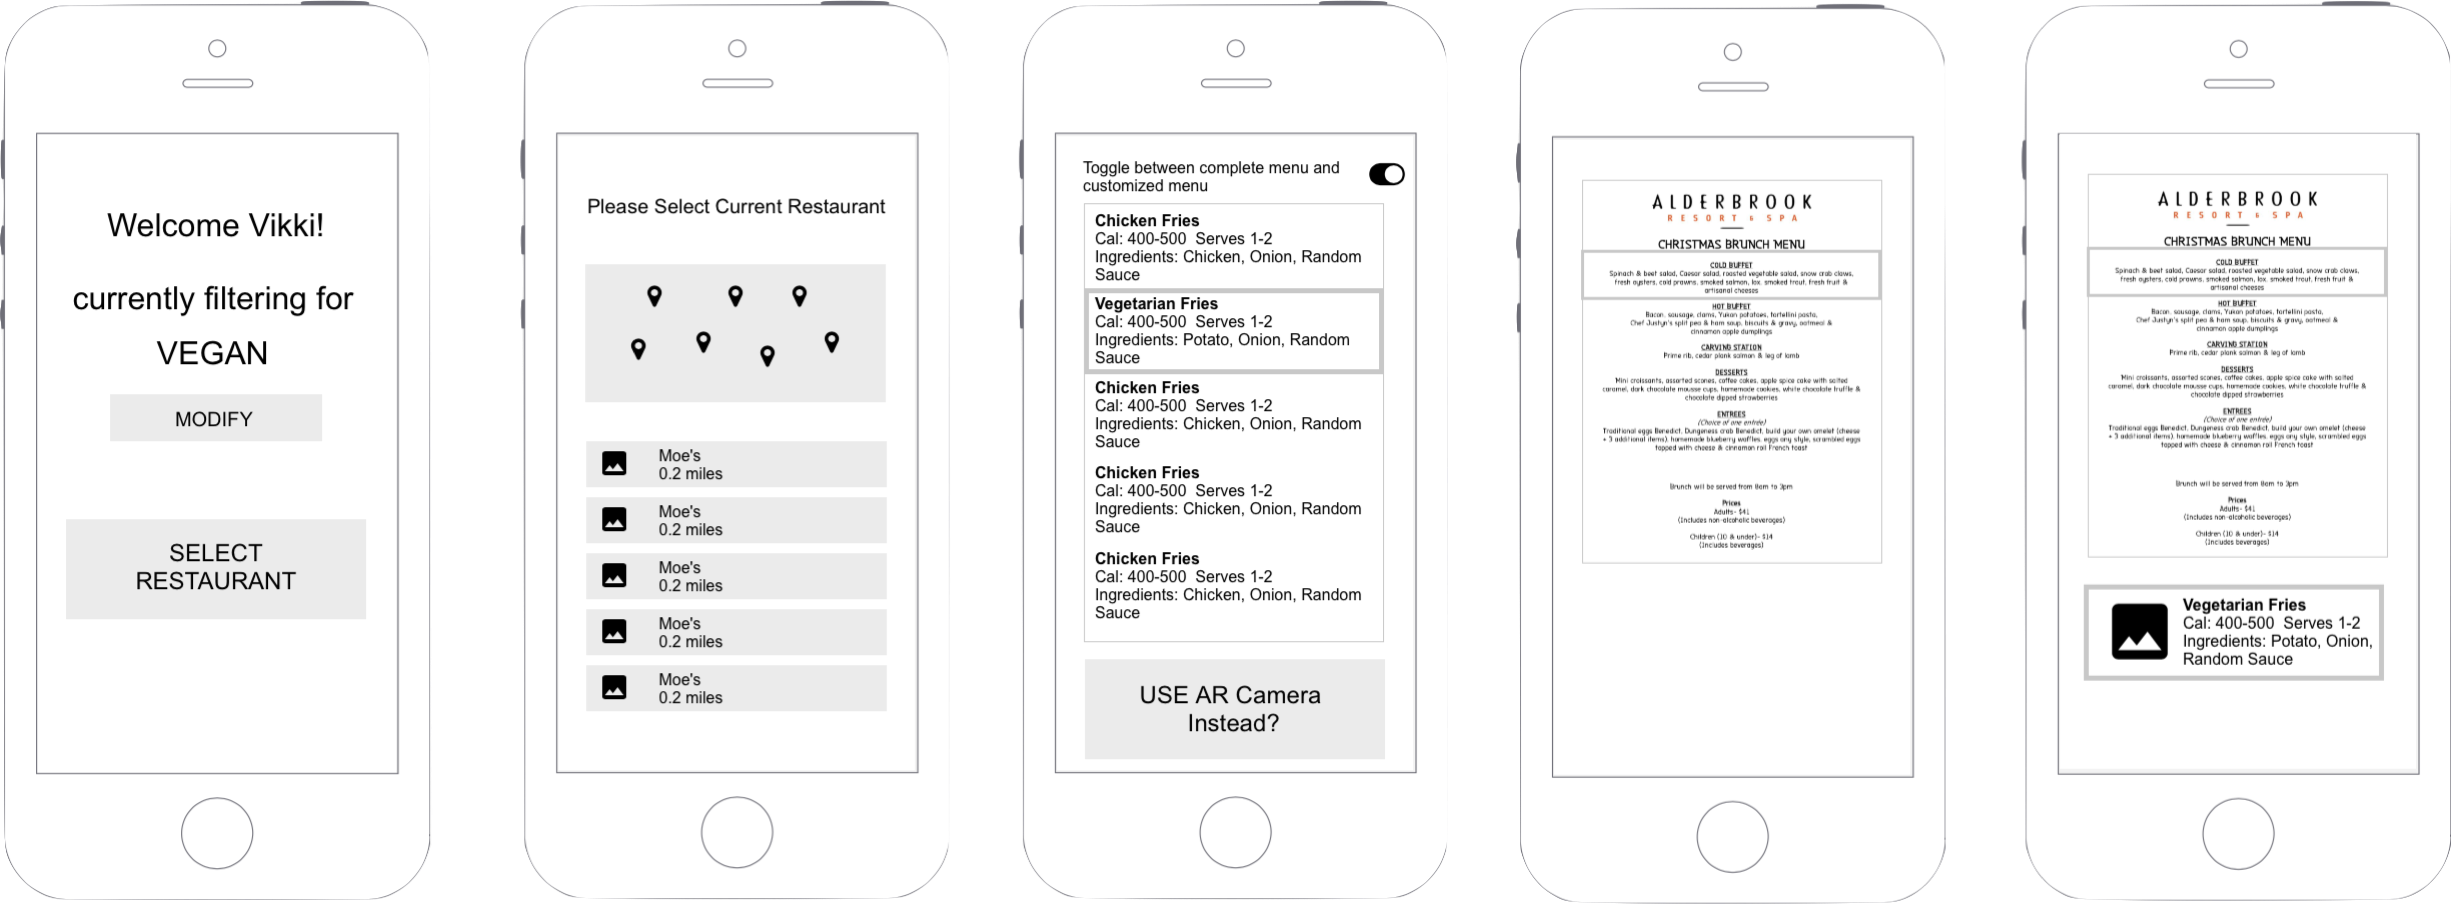 Welcome Vikki!
currently filtering for
VEGAN
MODIFY
SELECT
RESTAURANT
Please Select Current Restaurant
Moe's
0.2 miles
Moe's
0.2 miles
Moe's
0.2 miles
Moe's
0.2 miles
Moe's
0.2 miles
Toggle between complete menu and
customized menu
Chicken Fries
Cal: 400-500 Serves 1-2
Ingredients: Chicken, Onion, Random
Sauce
Vegetarian Fries
Cal: 400-500 Serves 1-2
Ingredients: Potato, Onion, Random
Sauce
Chicken Fries
Cal: 400-500 Serves 1-2
Ingredients: Chicken, Onion, Random
Sauce
Chicken Fries
Cal: 400-500 Serves 1-2
Ingredients: Chicken, Onion, Random
Sauce
Chicken Fries
Cal: 400-500 Serves 1-2
Ingredients: Chicken, Onion, Random
Sauce
USE AR Camera
Instead?
ALDERBROOK
RESORT & SPA
CHRISTMAS BRUNCH MENU
COLD BUFFET
Spinach & beet salad, Caesar salad, roasted vegetable salad, snow crab claws,
fresh oysters, cold prawns, smoked salmon, lox, smoked trout, fresh fruit &
artisanal cheeses
HOT BUFFET
Bacon, sausage, clams, Yukon potatoes, tortellini pasta,
Chef Justyn's split pea & ham soup, biscuits & gravy, oatmeal &
cinnamon apple dumplings
CARVING STATION
Prime rib, cedar plank salmon & leg of lamb
DESSERTS
Mini croissants, assorted scones, coffee cakes, apple spice cake with salted
caramel, dark chocolate mousse cups, homemade cookies, white chocolate truffle &
chocolate dipped strawberries
ENTREES
(Choice of one entrée)
Traditional eggs Benedict, Dungeness crab Benedict, build your own omelet (cheese
+ 3 additional items), homemade blueberry waffles, eggs any style, scrambled eggs
topped with cheese & cinnamon roll French toast
Brunch will be served from 8am to 3pm
Prices
Adults- $41
(Includes non-alcoholic beverages)
Children (10 & under)- $14
(Includes beverages)
ALDERBROOK
RESORT & SPA
CHRISTMAS BRUNCH MENU
COLD BUFFET
Spinach & beet salad, Caesar salad, roasted vegetable salad, snow crab claws,
fresh oysters, cold prawns, smoked salmon, lox, smoked trout, fresh fruit &
artisanal cheeses
HOT BUFFET
Bacon, sausage, clams, Yukon potatoes, tortellini pasta,
Chef Justyn's split pea & ham soup, biscuits & gravy, oatmeal &
cinnamon apple dumplings
CARVING STATION
Prime rib, cedar plank salmon & leg of lamb
DESSERTS
Mini croissants, assorted scones, coffee cakes, apple spice cake with salted
caramel, dark chocolate mousse cups, homemade cookies, white chocolate truffle &
chocolate dipped strawberries
ENTREES
(Choice of one entrée)
Traditional eggs Benedict, Dungeness crab Benedict, build your own omelet (cheese
+ 3 additional items), homemade blueberry waffles, eggs any style, scrambled eggs
topped with cheese & cinnamon roll French toast
Brunch will be served from 8am to 3pm
Prices
Adults- $41
(Includes non-alcoholic beverages)
Children (10 & under)- $14
(Includes beverages)
Vegetarian Fries
Cal: 400-500 Serves 1-2
Ingredients: Potato, Onion,
Random Sauce